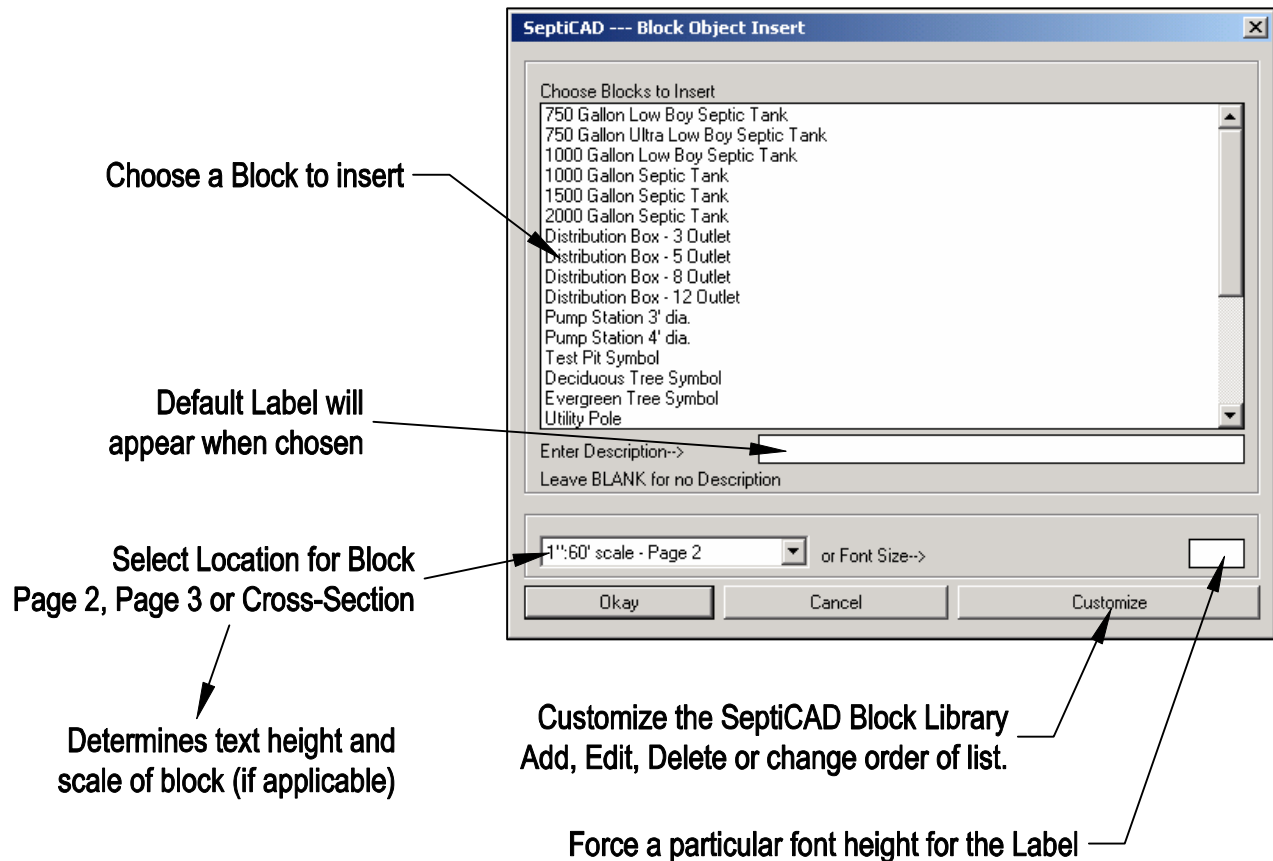 SeptiCAD --- Block Object Insert
Choose Blocks to Insert
750 Gallon Low Boy Septic Tank
750 Gallon Ultra Low Boy Septic Tank
1000 Gallon Low Boy Septic Tank
1000 Gallon Septic Tank
1500 Gallon Septic Tank
2000 Gallon Septic Tank
Distribution Box - 3 Outlet
Distribution Box - 5 Outlet
Distribution Box - 8 Outlet
Distribution Box - 12 Outlet
Pump Station 3' dia.
Pump Station 4' dia.
Test Pit Symbol
Deciduous Tree Symbol
Evergreen Tree Symbol
Utility Pole
Enter Description-->
Leave BLANK for no Description
1":60' scale - Page 2
or Font Size-->
Okay
Cancel
Customize
Choose a Block to insert
Default Label will
appear when chosen
Select Location for Block
Page 2, Page 3 or Cross-Section
Determines text height and
scale of block (if applicable)
Customize the SeptiCAD Block Library
Add, Edit, Delete or change order of list.
Force a particular font height for the Label